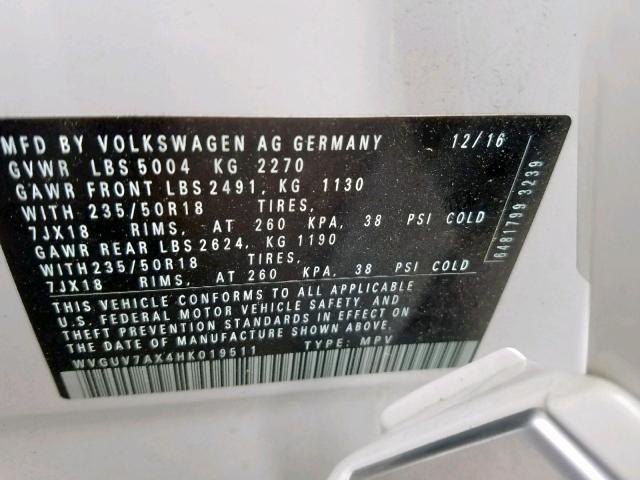 MFD BY VOLKSWAGEN AG GERMANY 12/16
GVWR LBS 5004 KG 2270
GAWR FRONT LBS 2491, KG 1130
WITH 235/50R18 TIRES,
7JX18 RIMS, AT 260 KPA, 38 PSI COLD
GAWR REAR LBS 2624, KG 1190
WITH 235/50R18 TIRES,
7JX18 RIMS, AT 260 KPA, 38 PSI COLD
THIS VEHICLE CONFORMS TO ALL APPLICABLE
U.S. FEDERAL MOTOR VEHICLE SAFETY, AND
THEFT PREVENTION STANDARDS IN EFFECT ON
THE DATE OF MANUFACTURE SHOWN ABOVE.
WVGUV7AX4HK019511 TYPE: MPV
6481799 3239